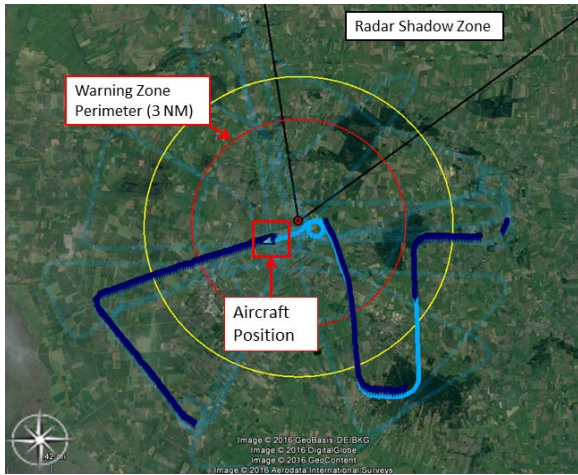 Radar Shadow Zone
Warning Zone
Perimeter (3 NM)
Aircraft
Position
Image © 2016 GeoBasis-DE/BKG
Image © 2016 DigitalGlobe
Image © 2016 GeoContent
Image © 2016 Aerodata International Surveys